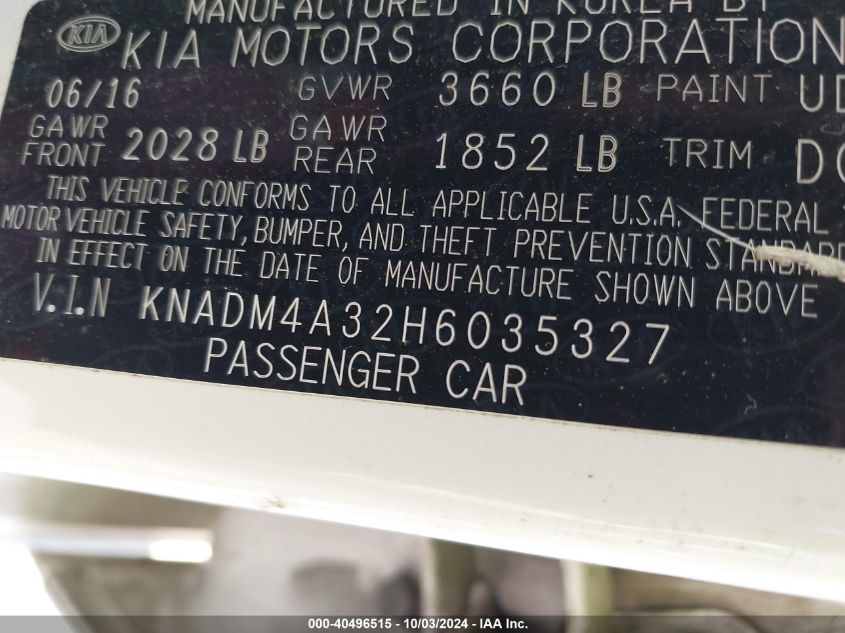 MANUFACTURED IN KOREA BY
KIA KIA MOTORS CORPORATION
06/16 GVWR 3660 LB PAINT UD
GAWR FRONT 2028 LB GAWR REAR 1852 LB TRIM
THIS VEHICLE CONFORMS TO ALL APPLICABLE U.S.A. FEDERAL
MOTOR VEHICLE SAFETY, BUMPER, AND THEFT PREVENTION STANDARD
IN EFFECT ON THE DATE OF MANUFACTURE SHOWN ABOVE
V.I.N KNADM4A32H6035327
PASSENGER CAR
000-40496515 - 10/03/2024 - IAA Inc.